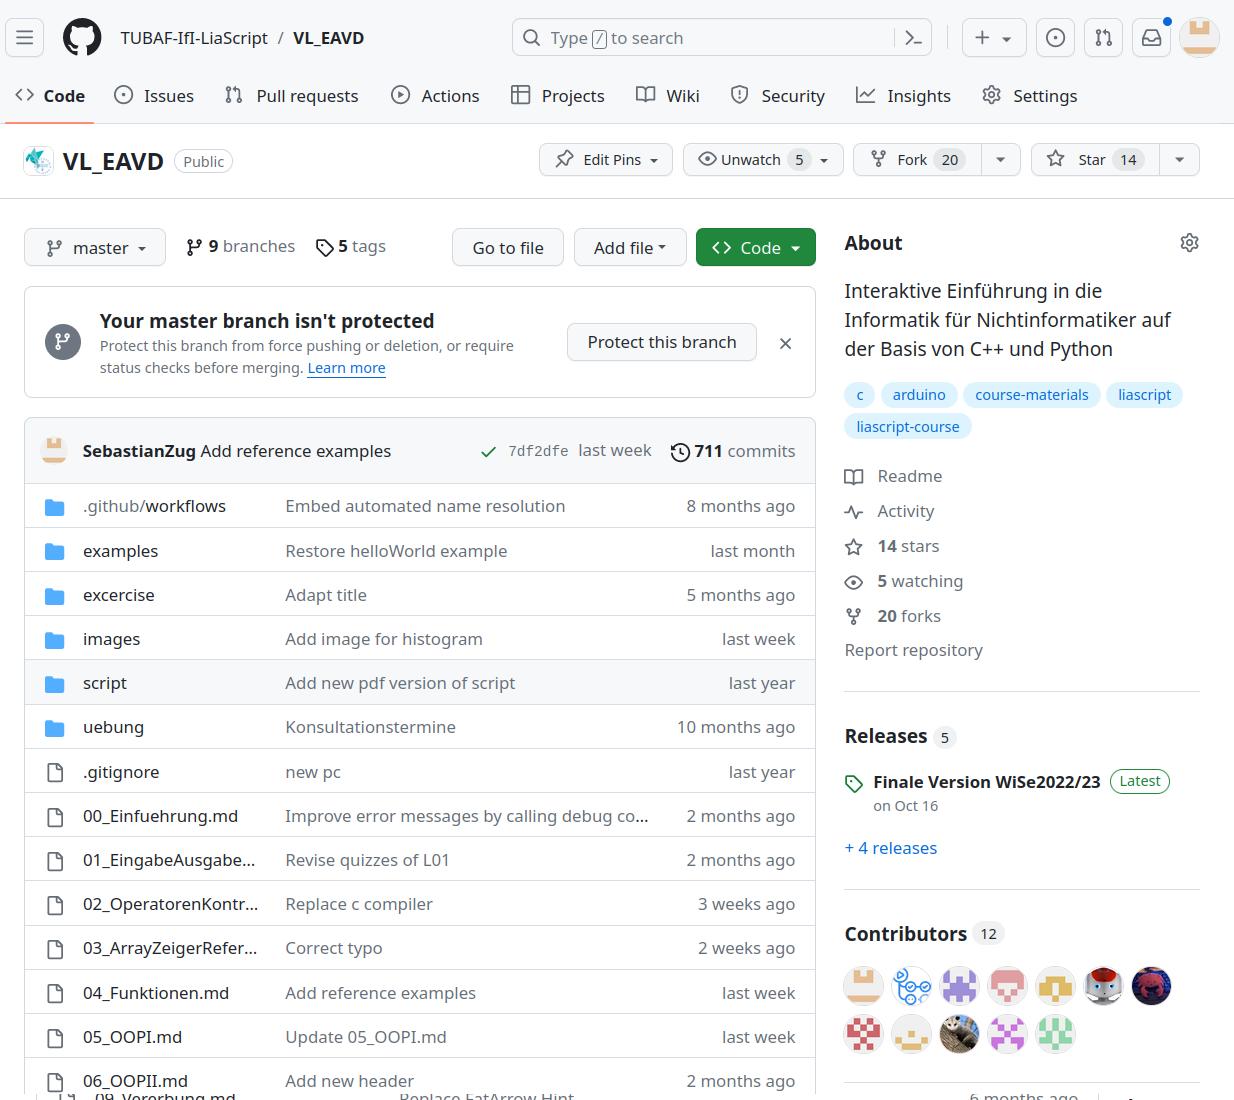 TUBAF-IfI-LiaScript / VL_EAVD
Type / to search
Code Issues Pull requests Actions Projects Wiki Security Insights Settings
VL_EAVD Public
Edit Pins Unwatch 5 Fork 20 Star 14
master 9 branches 5 tags Go to file Add file Code
Your master branch isn't protected
Protect this branch from force pushing or deletion, or require
status checks before merging. Learn more
Protect this branch
SebastianZug Add reference examples 7df2dfe last week 711 commits
.github/workflows Embed automated name resolution 8 months ago
examples Restore helloWorld example last month
excercise Adapt title 5 months ago
images Add image for histogram last week
script Add new pdf version of script last year
uebung Konsultationstermine 10 months ago
.gitignore new pc last year
00_Einfuehrung.md Improve error messages by calling debug co... 2 months ago
01_EingabeAusgabe... Revise quizzes of L01 2 months ago
02_OperatorenKontr... Replace c compiler 3 weeks ago
03_ArrayZeigerRefer... Correct typo 2 weeks ago
04_Funktionen.md Add reference examples last week
05_OOPI.md Update 05_OOPI.md last week
06_OOPII.md Add new header 2 months ago
09_Vererbung.md Replace FatArrow Hint 6 months ago
About
Interaktive Einführung in die
Informatik für Nichtinformatiker auf
der Basis von C++ und Python
c arduino course-materials liascript
liascript-course
Readme
Activity
14 stars
5 watching
20 forks
Report repository
Releases 5
Finale Version WiSe2022/23 Latest
on Oct 16
+ 4 releases
Contributors 12